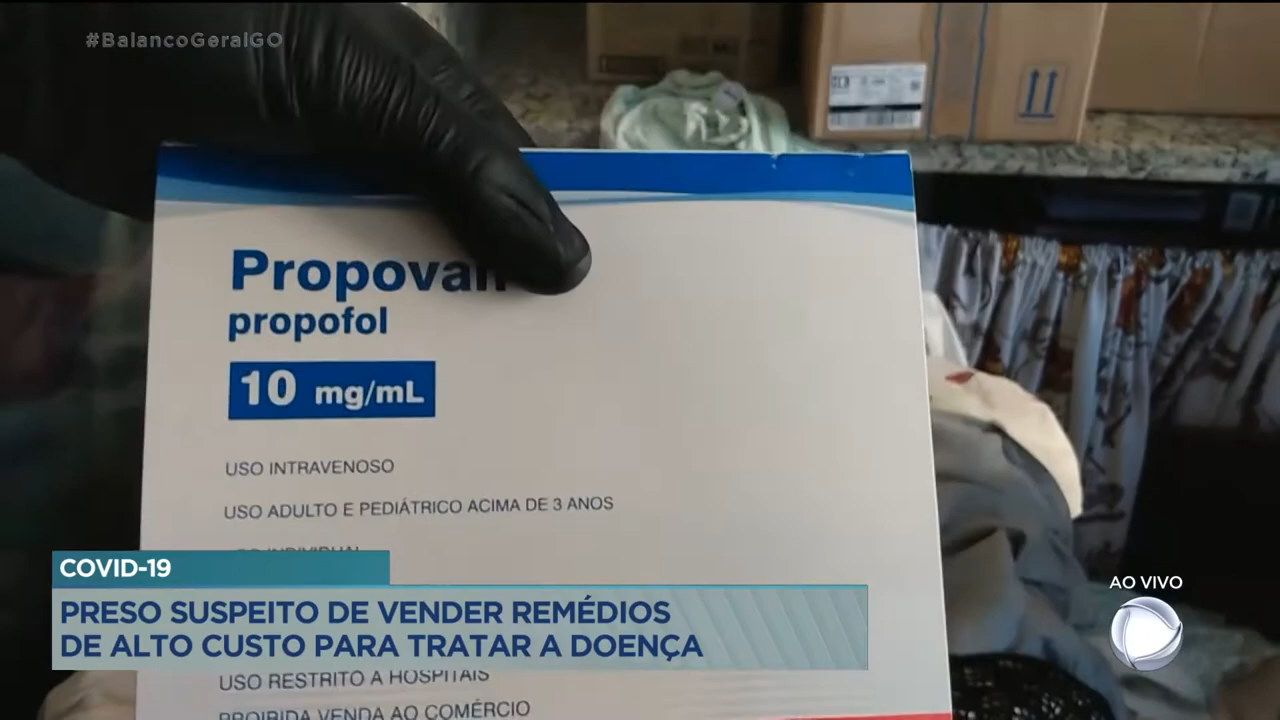 #BalancoGeralGO
propofol
10 mg/mL
USO INTRAVENOSO
USO ADULTO E PEDIÁTRICO ACIMA DE 3 ANOS
COVID-19
PRESO SUSPEITO DE VENDER REMÉDIOS
DE ALTO CUSTO PARA TRATAR A DOENÇA
AO VIVO
USO RESTRITO A HOSPITAIS
PROIBIDA VENDA AO COMÉRCIO